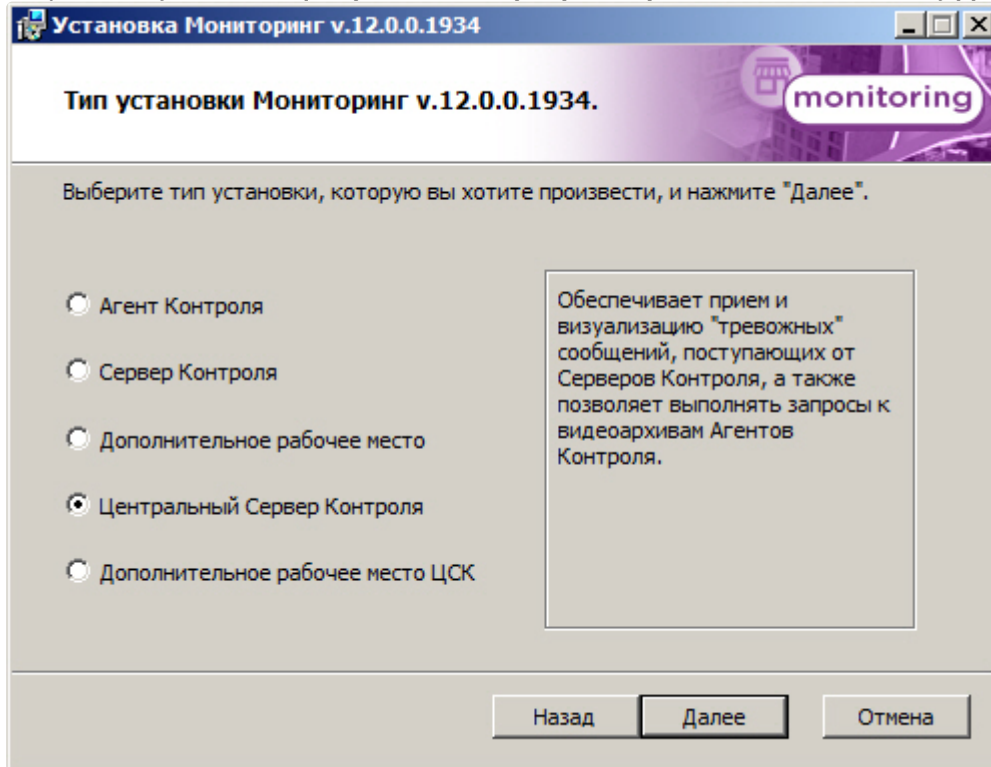 Установка Мониторинг v.12.0.0.1934
Тип установки Мониторинг v.12.0.0.1934.
monitoring
Выберите тип установки, которую вы хотите произвести, и нажмите "Далее".
Агент Контроля
Сервер Контроля
Дополнительное рабочее место
Центральный Сервер Контроля
Дополнительное рабочее место ЦСК
Обеспечивает прием и
визуализацию "тревожных"
сообщений, поступающих от
Серверов Контроля, а также
позволяет выполнять запросы к
видеоархивам Агентов
Контроля.
Назад
Далее
Отмена